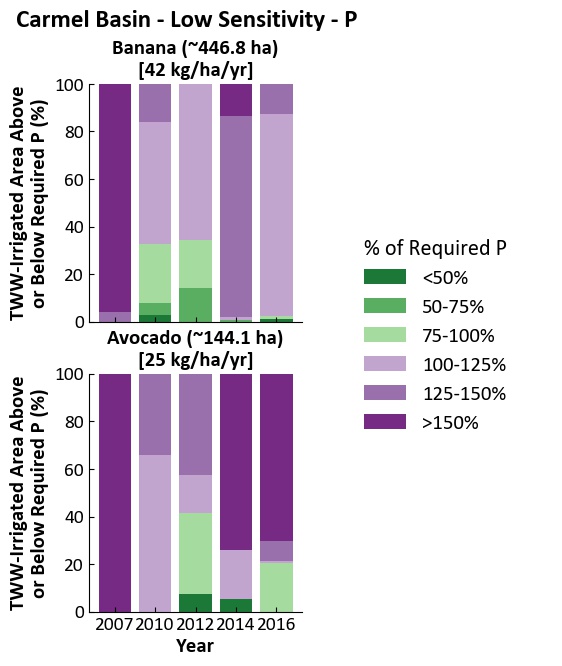 Carmel Basin - Low Sensitivity - P
Banana (~446.8 ha)
[42 kg/ha/yr]
TWW-Irrigated Area Above
or Below Required P (%)
100
80
60
40
20
0
Avocado (~144.1 ha)
[25 kg/ha/yr]
TWW-Irrigated Area Above
or Below Required P (%)
100
80
60
40
20
0
2007 2010 2012 2014 2016
Year
% of Required P
<50%
50-75%
75-100%
100-125%
125-150%
>150%